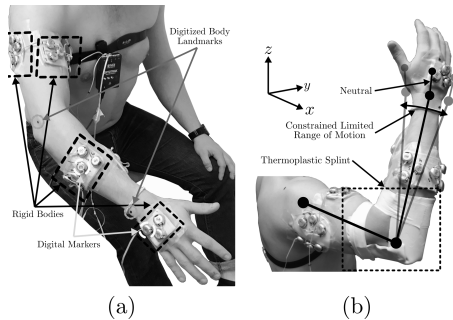 Digitized Body
Landmarks
Rigid Bodies
Digital Markers
(a)
z
y
x
Neutral
Constrained Limited
Range of Motion
Thermoplastic Splint
(b)